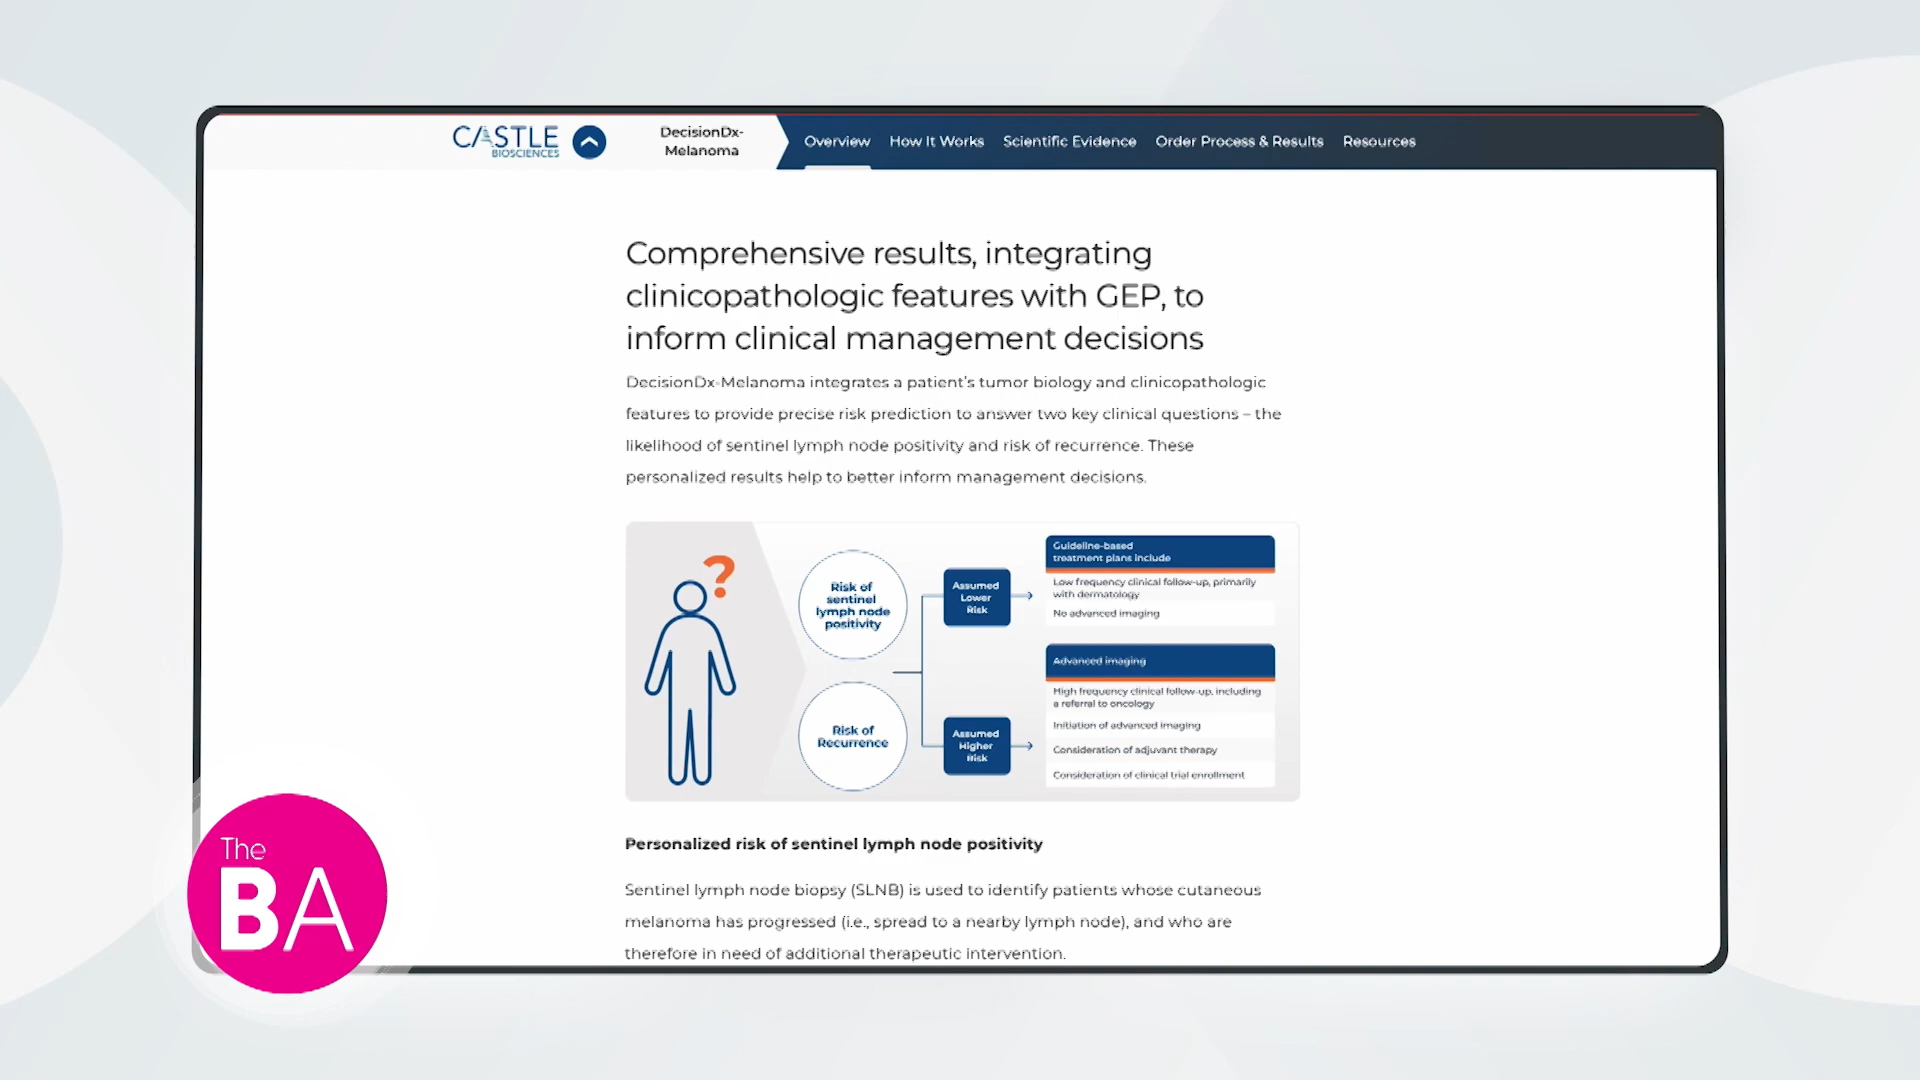 CASTLE
BIOSCIENCES
DecisionDx-
Melanoma
Overview How It Works Scientific Evidence Order Process & Results Resources
Comprehensive results, integrating
clinicopathologic features with GEP, to
inform clinical management decisions
DecisionDx-Melanoma integrates a patient's tumor biology and clinicopathologic
features to provide precise risk prediction to answer two key clinical questions – the
likelihood of sentinel lymph node positivity and risk of recurrence. These
personalized results help to better inform management decisions.
?
Risk of
sentinel
lymph node
positivity
Risk of
Recurrence
Assumed
Lower
Risk
Guideline-based
treatment plans include
Low frequency clinical follow-up, primarily
with dermatology
No advanced imaging
Assumed
Higher
Risk
Advanced imaging
High frequency clinical follow-up, including
a referral to oncology
Initiation of advanced imaging
Consideration of adjuvant therapy
Consideration of clinical trial enrollment
Personalized risk of sentinel lymph node positivity
Sentinel lymph node biopsy (SLNB) is used to identify patients whose cutaneous
melanoma has progressed (i.e., spread to a nearby lymph node), and who are
therefore in need of additional therapeutic intervention.
The
BA